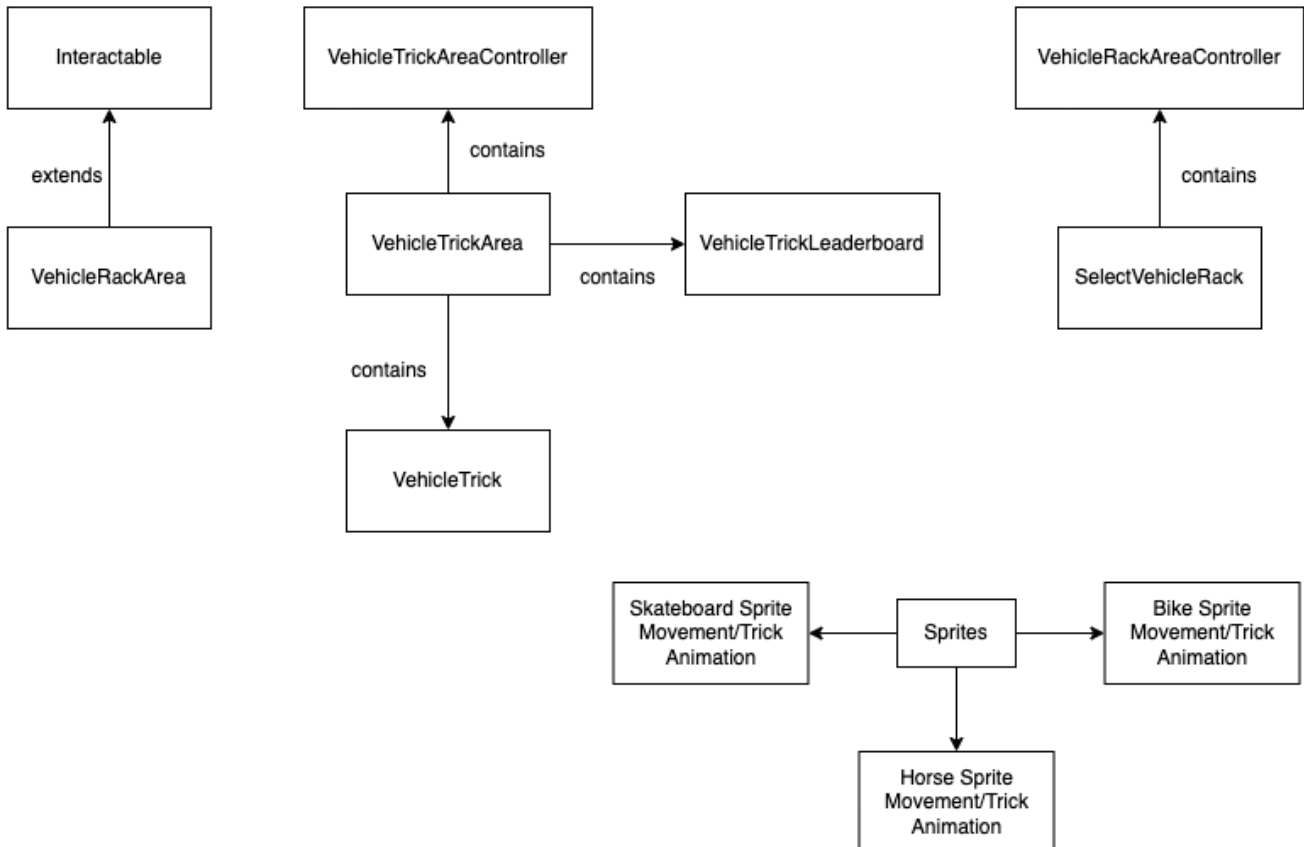 Interactable
VehicleTrickAreaController
VehicleRackAreaController
contains
extends
contains
VehicleTrickArea
VehicleTrickLeaderboard
VehicleRackArea
contains
SelectVehicleRack
contains
VehicleTrick
Skateboard Sprite
Movement/Trick
Animation
Sprites
Bike Sprite
Movement/Trick
Animation
Horse Sprite
Movement/Trick
Animation